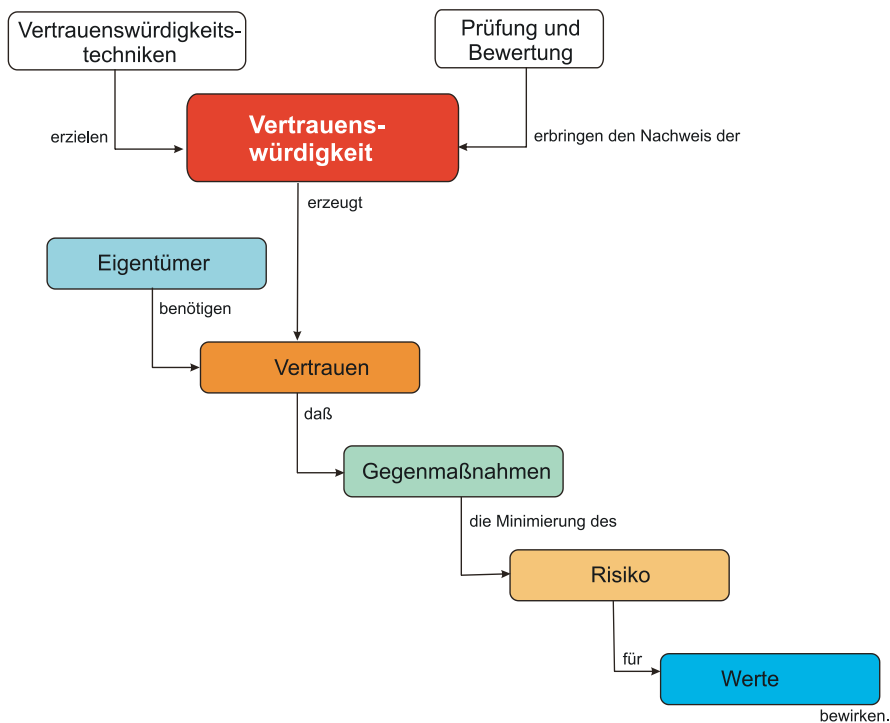 Vertrauenswürdigkeits-
techniken
Prüfung und
Bewertung
erzielen
Vertrauens-
würdigkeit
erbringen den Nachweis der
erzeugt
Eigentümer
benötigen
Vertrauen
daß
Gegenmaßnahmen
die Minimierung des
Risiko
für
Werte
bewirken.